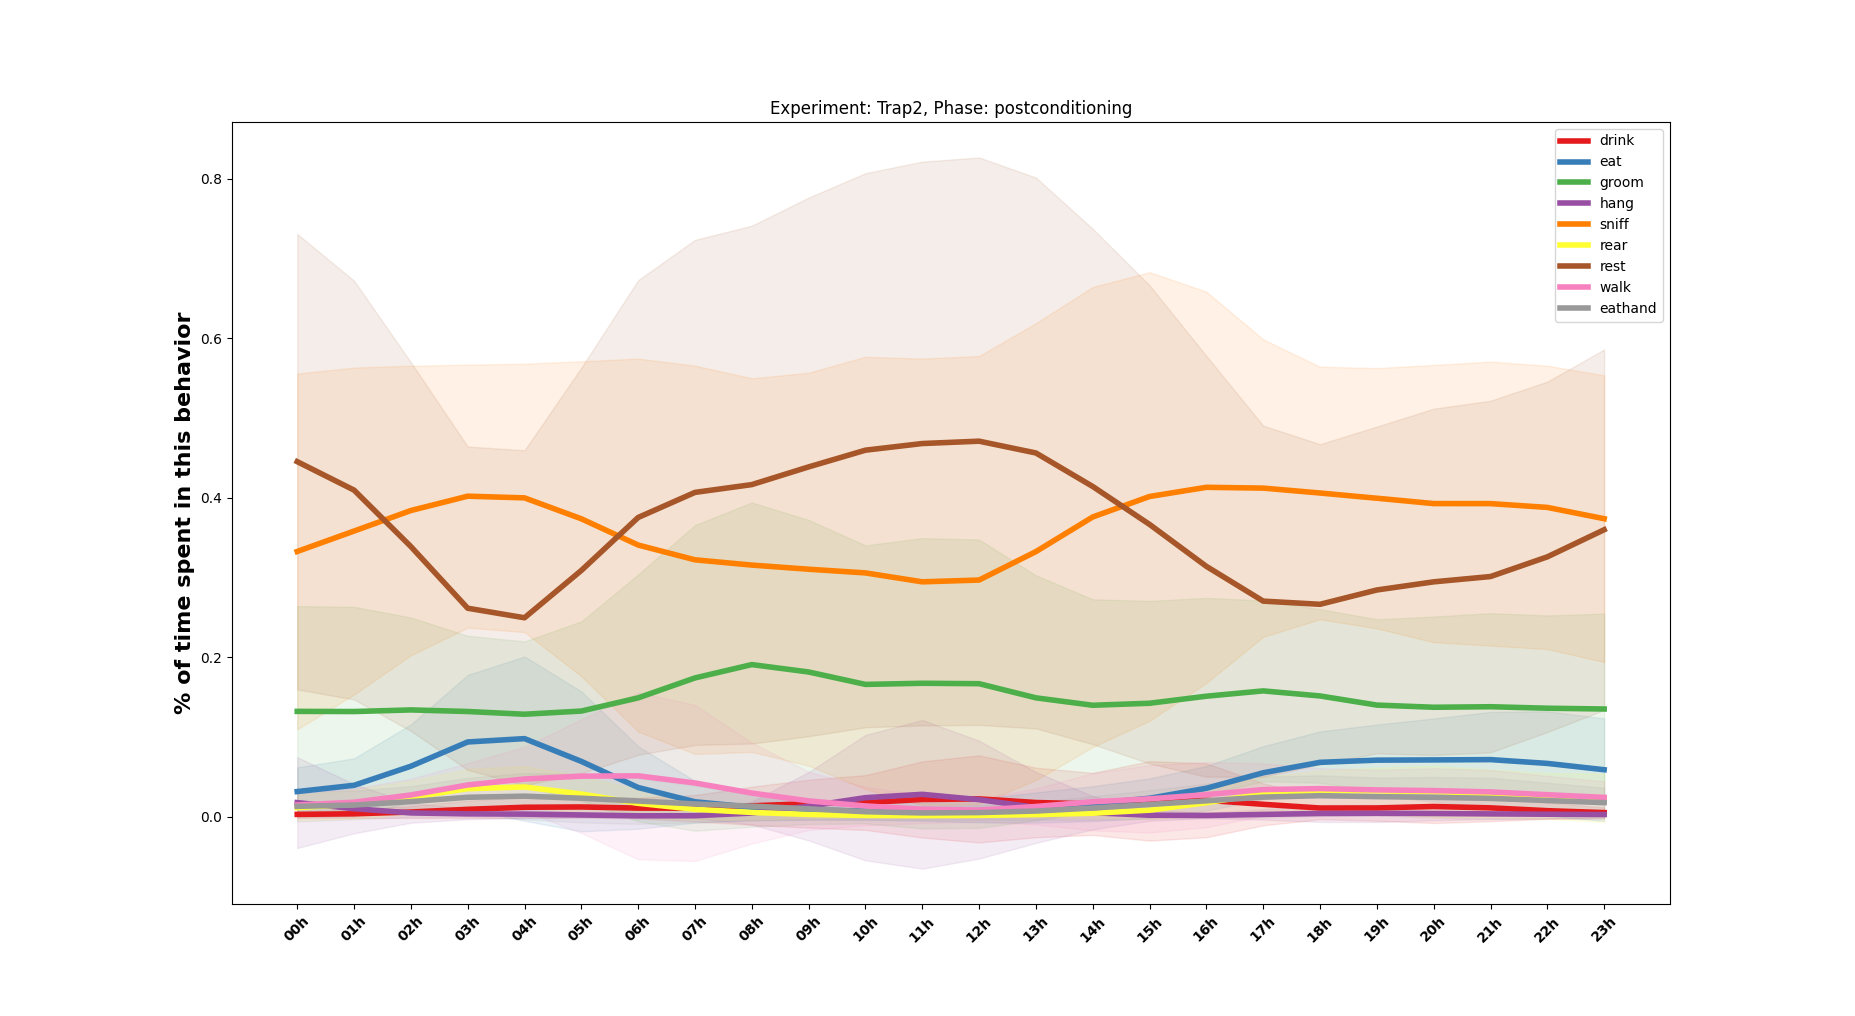 Experiment: Trap2, Phase: postconditioning
% of time spent in this behavior
0.8
0.6
0.4
0.2
0.0
drink
eat
groom
hang
sniff
rear
rest
walk
eathand
00h
01h
02h
03h
04h
05h
06h
07h
08h
09h
10h
11h
12h
13h
14h
15h
16h
17h
18h
19h
20h
21h
22h
23h